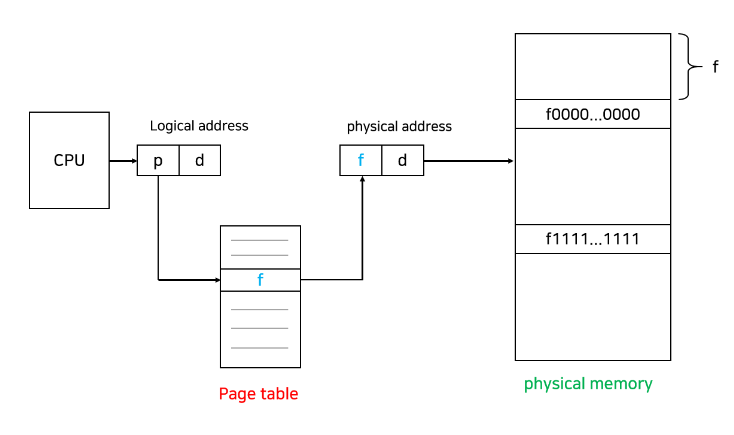 f
f0000...0000
Logical address
physical address
CPU
p
d
f
d
f1111...1111
f
physical memory
Page table